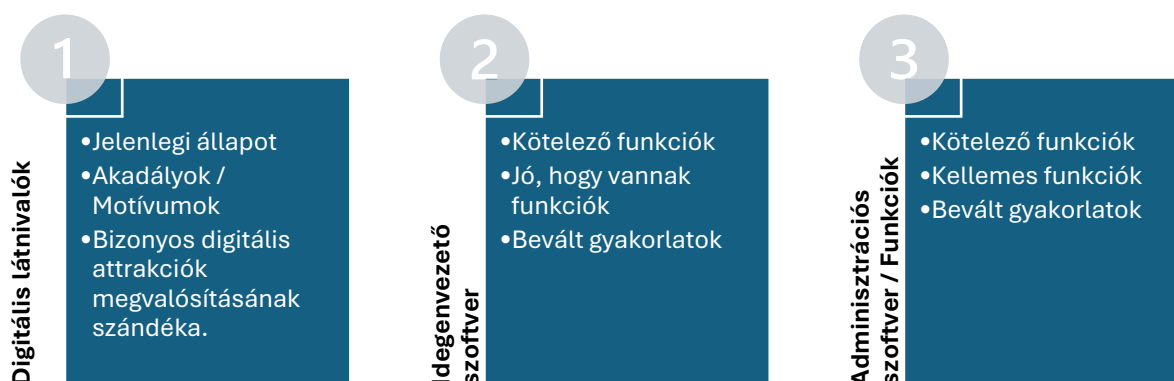 1
Digitális látnivalók
•Jelenlegi állapot
•Akadályok /
Motívumok
•Bizonyos digitális
attrakciók
megvalósításának
szándéka.
2
Idegenvezető
szoftver
•Kötelező funkciók
•Jó, hogy vannak
funkciók
•Bevált gyakorlatok
3
Adminisztrációs
szoftver / Funkciók
•Kötelező funkciók
•Kellemes funkciók
•Bevált gyakorlatok